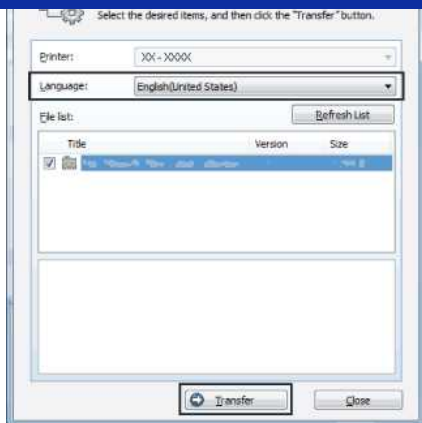 Select the desired items, and then click the "Transfer" button.
Printer: XX-XXXX
Language: English(United States)
File list: Refresh List
Title Version Size
Transfer Close